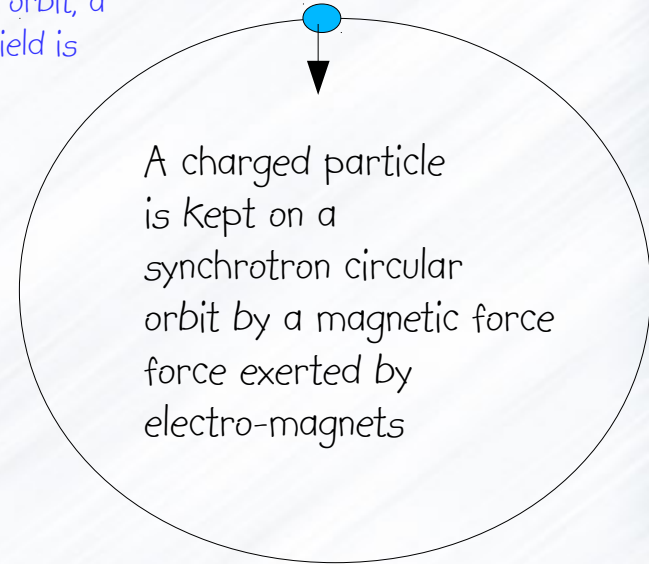 orbit, a
ield is
A charged particle
is kept on a
synchrotron circular
orbit by a magnetic force
force exerted by
electro-magnets